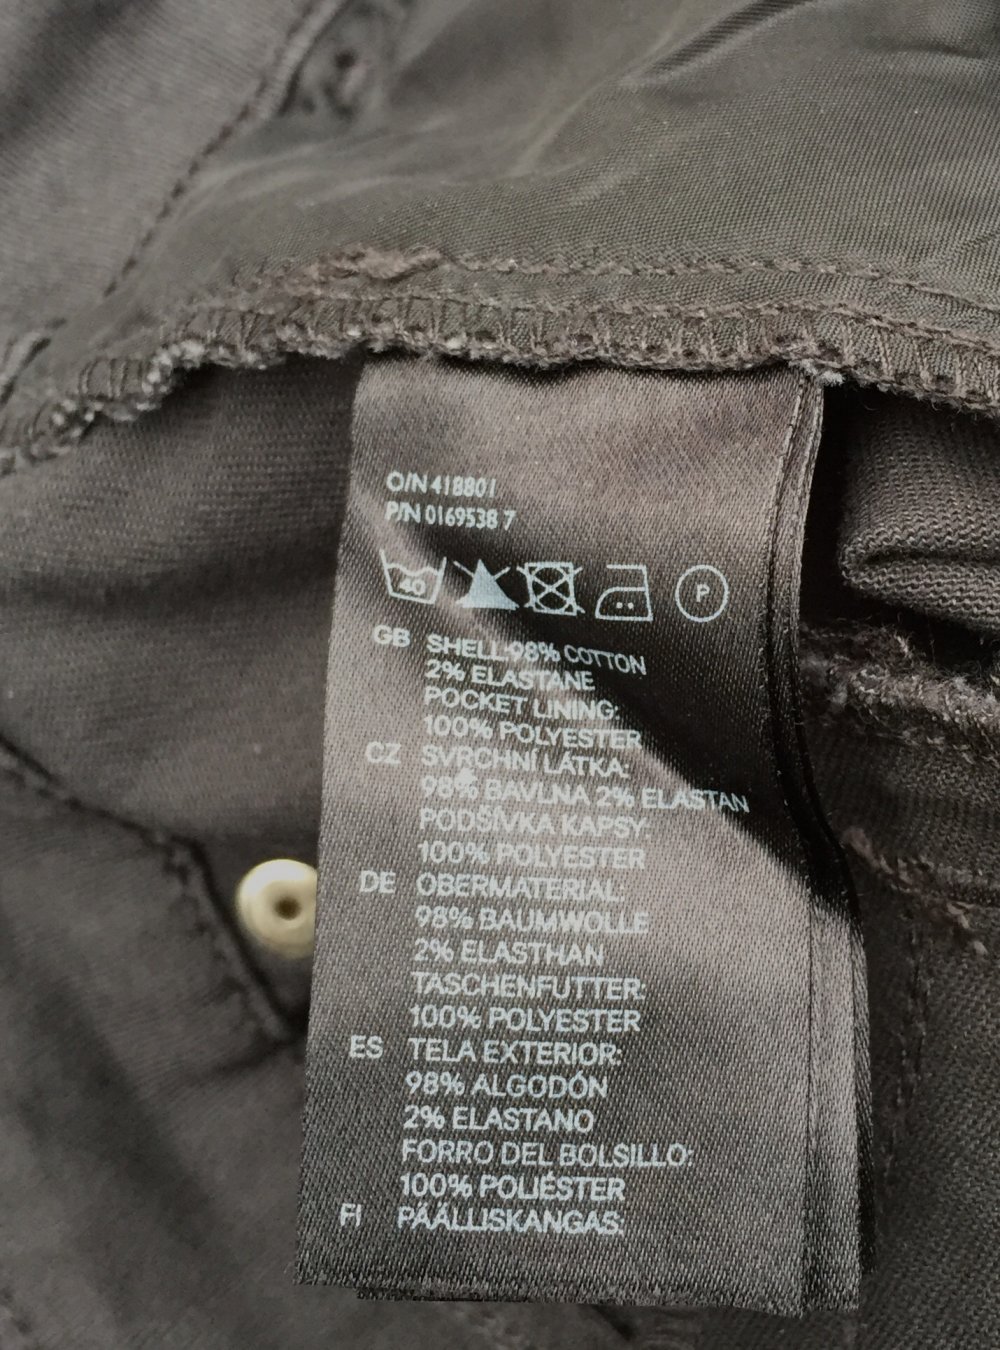 O/N 418801
P/N 0169538 7
40 P
GB SHELL:98% COTTON
2% ELASTANE
POCKET LINING:
100% POLYESTER
CZ SVRCHNÍ LÁTKA:
98% BAVLNA 2% ELASTAN
PODŠÍVKA KAPSY:
100% POLYESTER
DE OBERMATERIAL:
98% BAUMWOLLE
2% ELASTHAN
TASCHENFUTTER:
100% POLYESTER
ES TELA EXTERIOR:
98% ALGODÓN
2% ELASTANO
FORRO DEL BOLSILLO:
100% POLIÉSTER
FI PÄÄLLISKANGAS: